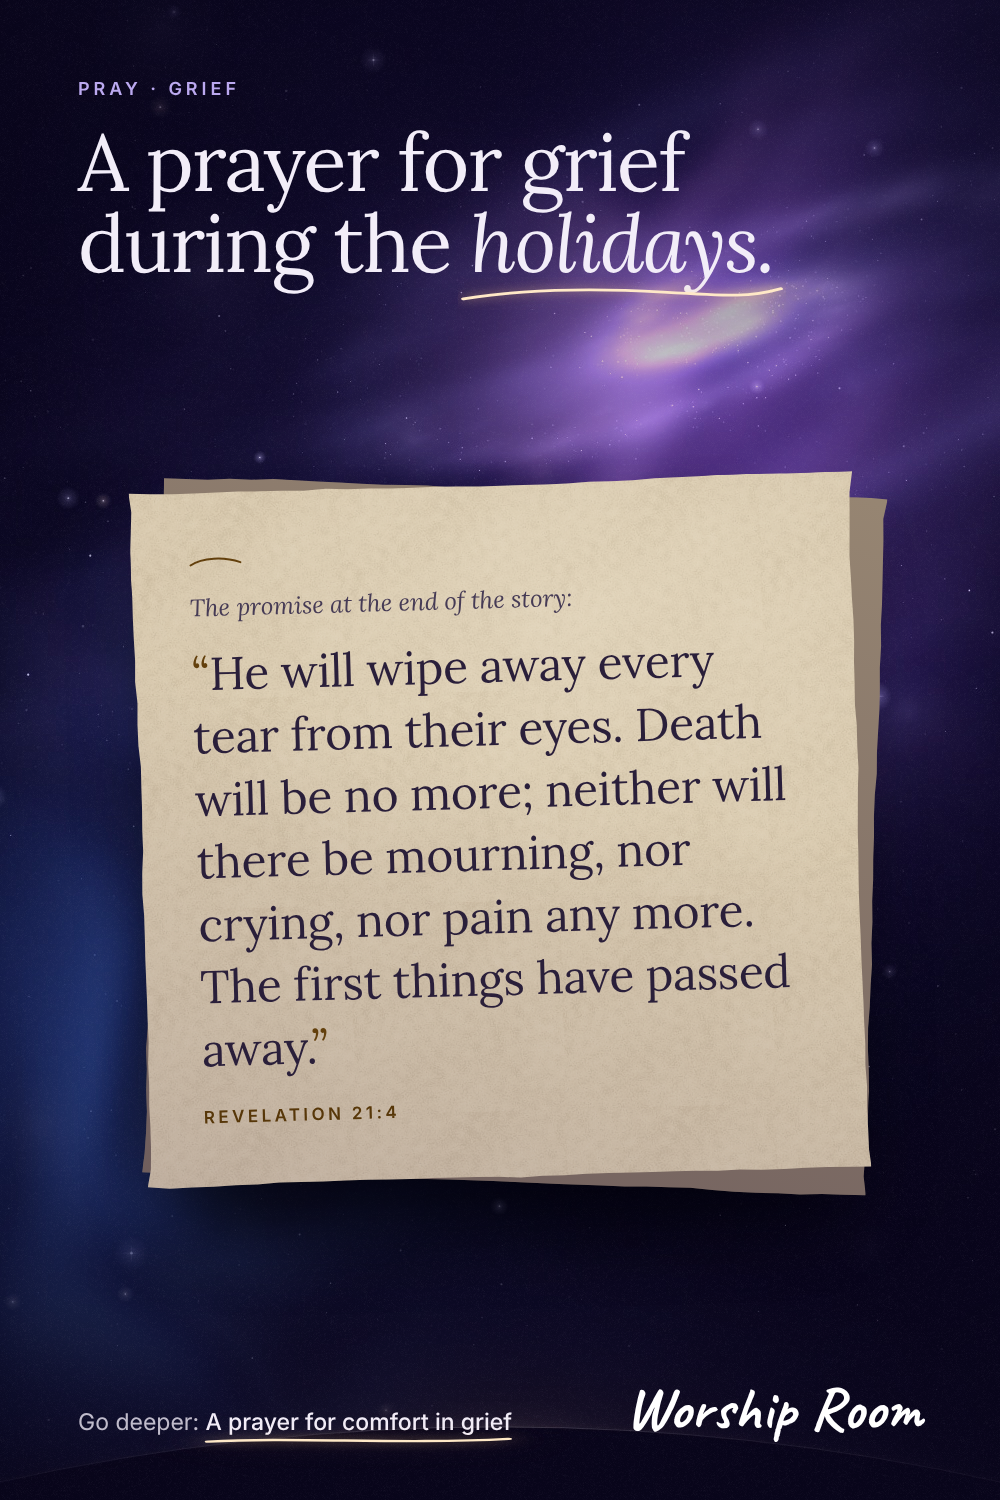 PRAY · GRIEF
A prayer for grief
during the holidays.
The promise at the end of the story:
“He will wipe away every
tear from their eyes. Death
will be no more; neither will
there be mourning, nor
crying, nor pain any more.
The first things have passed
away.”
REVELATION 21:4
Go deeper: A prayer for comfort in grief
Worship Room